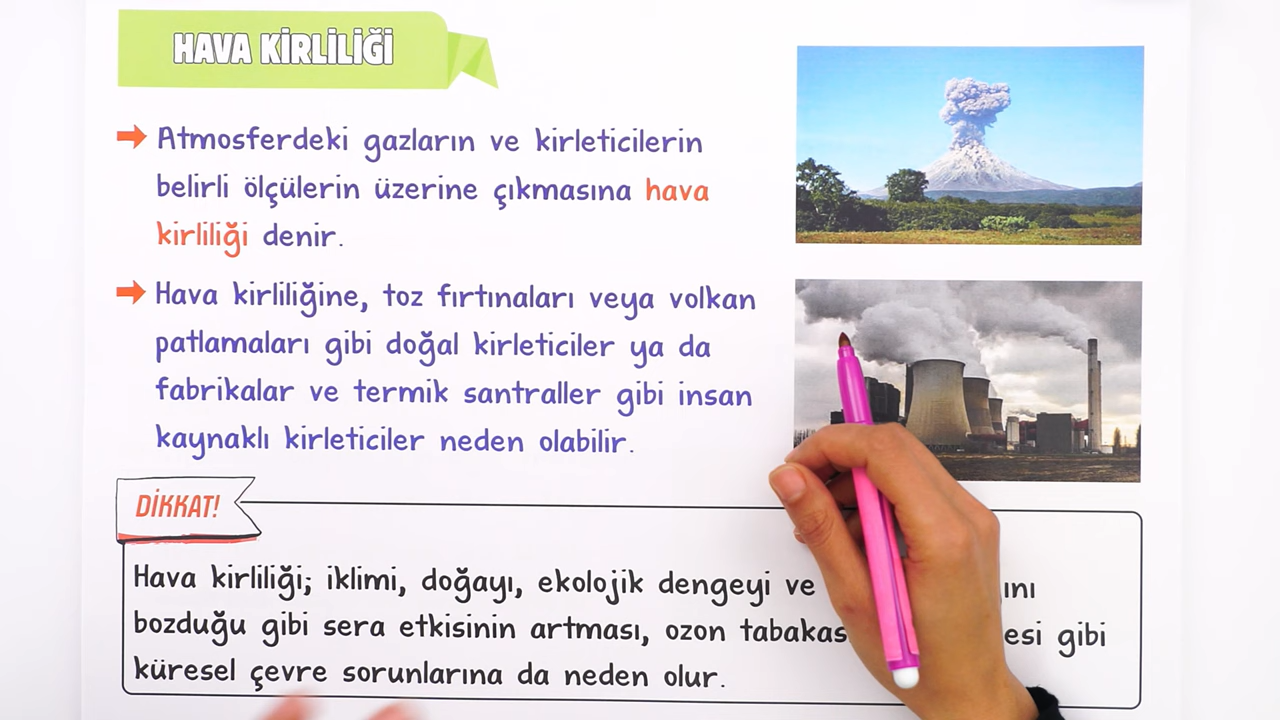 HAVA KİRLİLİĞİ
Atmosferdeki gazların ve kirleticilerin
belirli ölçülerin üzerine çıkmasına hava
kirliliği denir.
Hava kirliliğine, toz fırtınaları veya volkan
patlamaları gibi doğal kirleticiler ya da
fabrikalar ve termik santraller gibi insan
kaynaklı kirleticiler neden olabilir.
DİKKAT!
Hava kirliliği; iklimi, doğayı, ekolojik dengeyi ve
bozduğu gibi sera etkisinin artması, ozon gibi
küresel çevre sorunlarına da neden olur.